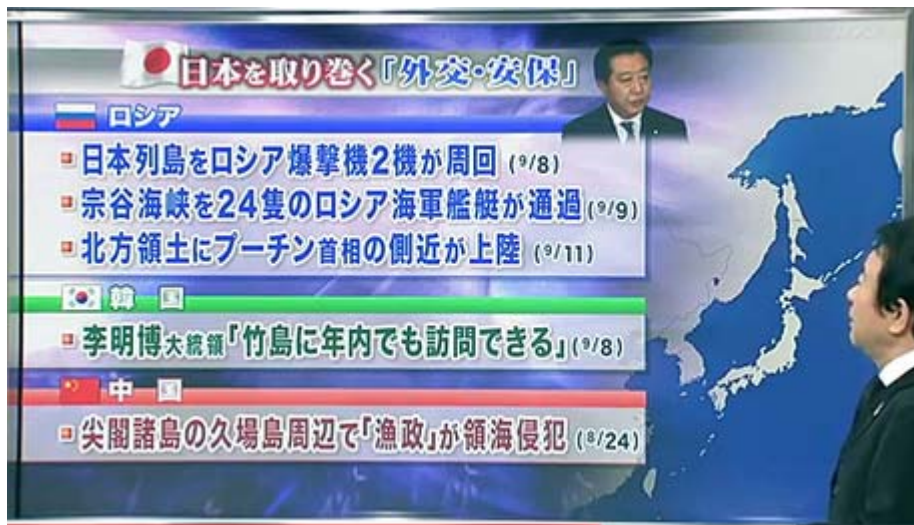 日本を取り巻く「外交・安保」
ロシア
日本列島をロシア爆撃機2機が周回 (9/8)
宗谷海峡を24隻のロシア海軍艦艇が通過 (9/9)
北方領土にプーチン首相の側近が上陸 (9/11)
韓国
李明博大統領「竹島に年内でも訪問できる」(9/8)
中国
尖閣諸島の久場島周辺で「漁政」が領海侵犯 (8/24)